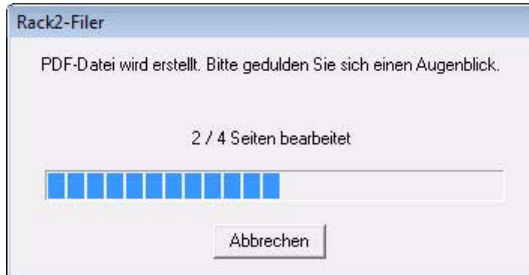 Rack2-Filer
PDF-Datei wird erstellt. Bitte gedulden Sie sich einen Augenblick.
2 / 4 Seiten bearbeitet
Abbrechen